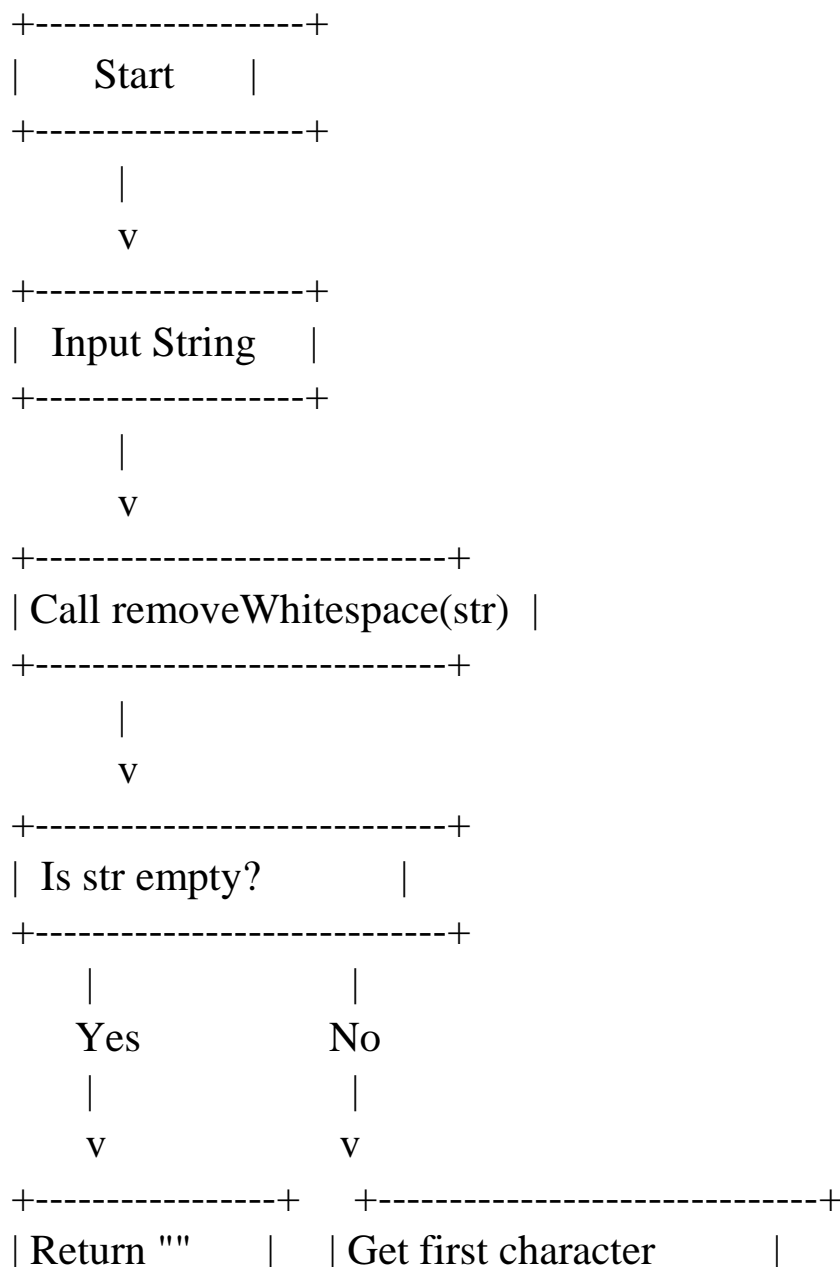 +-------------------+
|      Start      |
+-------------------+
|
v
+-------------------+
|   Input String    |
+-------------------+
|
v
+-----------------------------+
| Call removeWhitespace(str)  |
+-----------------------------+
|
v
+-----------------------------+
|  Is str empty?            |
+-----------------------------+
|                    |
Yes                No
|                    |
v                   v
+-----------------+    +-------------------------------+
| Return ""      |    | Get first character          |